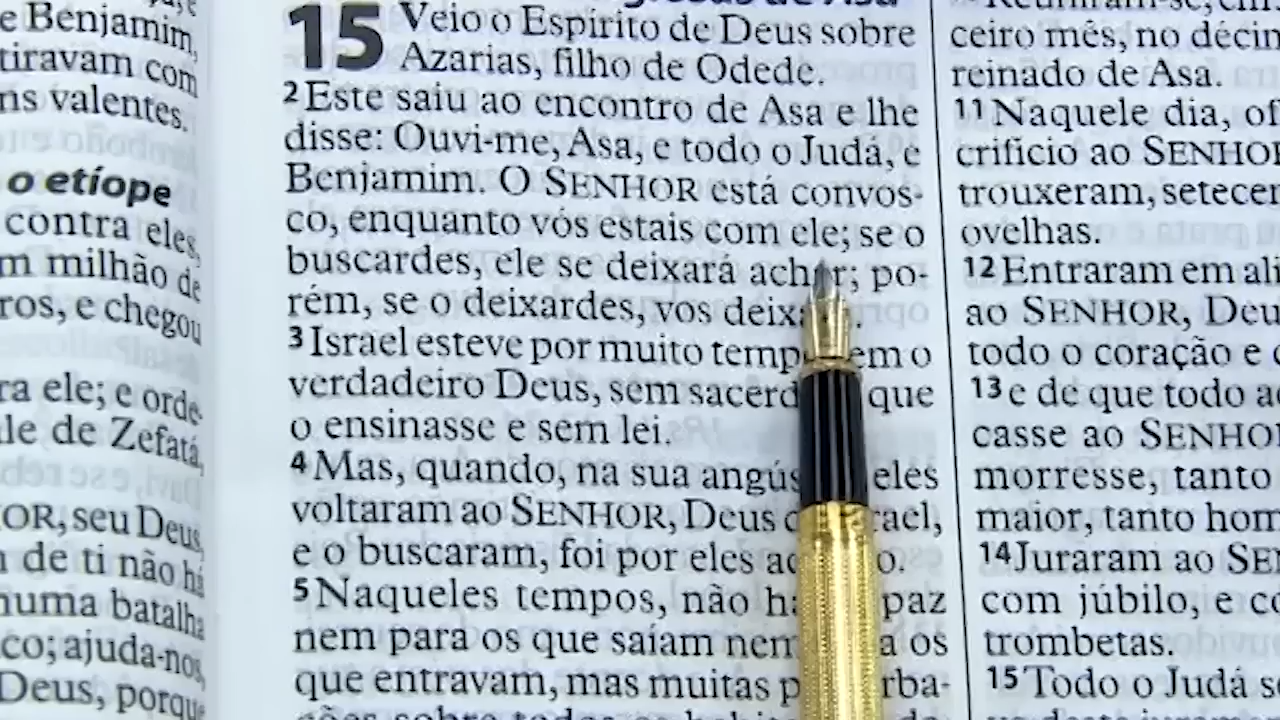 e Benjamim,
tiravam com
ns valentes.
o etíope
contra eles,
m milhão de
ros, e chegou
ra ele; e orde-
le de Zefatá,
OR, seu Deus,
de ti não há
numa batalha
co; ajuda-nos,
Deus, porque
15 Veio o Espírito de Deus sobre
Azarias, filho de Odede.
2 Este saiu ao encontro de Asa e lhe
disse: Ouvi-me, Asa, e todo o Judá, e
Benjamim. O SENHOR está convos-
co, enquanto vós estais com ele; se o
buscardes, ele se deixará achar; po-
rém, se o deixardes, vos deix
3 Israel esteve por muito temp em o
verdadeiro Deus, sem sacerd que
o ensinasse e sem lei.
4 Mas, quando, na sua angús eles
voltaram ao SENHOR, Deus d rael,
e o buscaram, foi por eles ac o.
5 Naqueles tempos, não h paz
nem para os que saíam nem a os
que entravam, mas muitas p rba-
ções sobre todos os
ceiro mês, no décim
reinado de Asa.
11 Naquele dia, of
crifício ao SENHOR
trouxeram, setecen
ovelhas.
12 Entraram em ali
ao SENHOR, Deu
todo o coração e
13 e de que todo a
casse ao SENHOR
morresse, tanto
maior, tanto hom
14 Juraram ao SEN
com júbilo, e co
trombetas.
15 Todo o Judá se